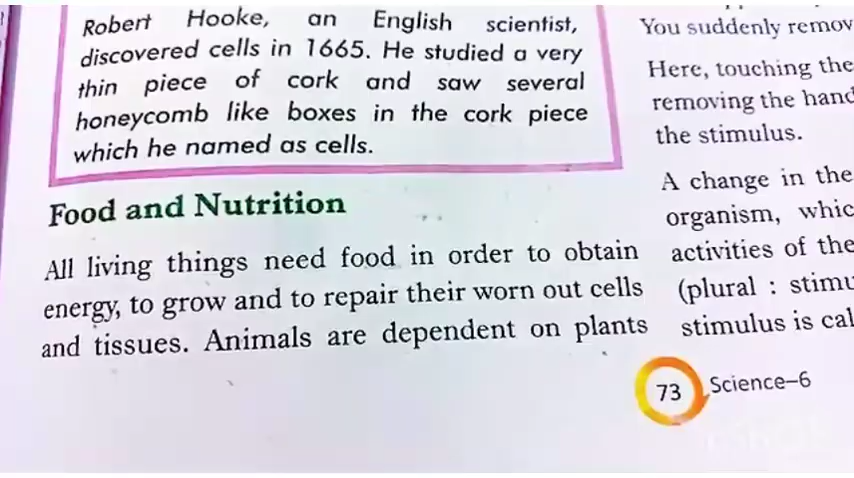 Robert Hooke, an English scientist,
discovered cells in 1665. He studied a very
thin piece of cork and saw several
honeycomb like boxes in the cork piece
which he named as cells.
Food and Nutrition
All living things need food in order to obtain
energy, to grow and to repair their worn out cells
and tissues. Animals are dependent on plants
You suddenly remov
Here, touching the
removing the hand
the stimulus.
A change in the
organism, whic
activities of the
(plural : stimu
stimulus is cal
73 Science–6